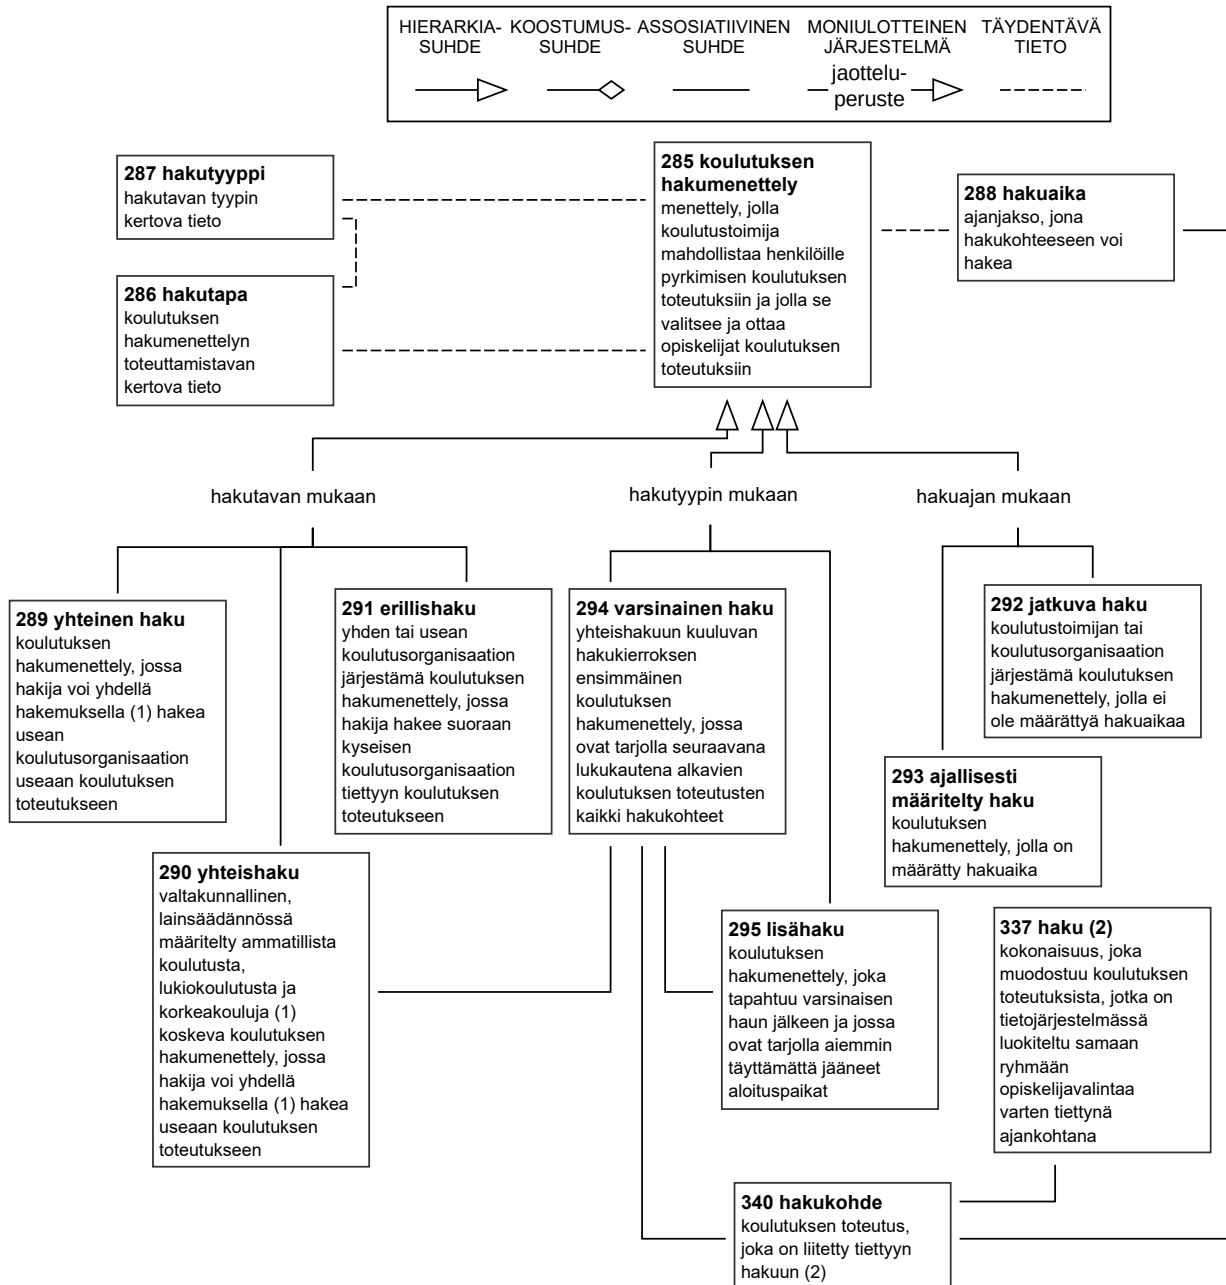 HIERARKIA-
SUHDE
KOOSTUMUS-
SUHDE
ASSOSIATIIVINEN
SUHDE
MONIULOTTEINEN
JÄRJESTELMÄ
jaottelu-
peruste
TÄYDENTÄVÄ
TIETO
287 hakutyyppi
hakutavan tyypin
kertova tieto
286 hakutapa
koulutuksen
hakumenettelyn
toteuttamistavan
kertova tieto
285 koulutuksen
hakumenettely
menettely, jolla
koulutustoimija
mahdollistaa henkilöille
pyrkimisen koulutuksen
toteutuksiin ja jolla se
valitsee ja ottaa
opiskelijat koulutuksen
toteutuksiin
288 hakuaika
ajanjakso, jona
hakukohteeseen voi
hakea
hakutavan mukaan
hakutyypin mukaan
hakuajan mukaan
289 yhteinen haku
koulutuksen
hakumenettely, jossa
hakija voi yhdellä
hakemuksella (1) hakea
usean
koulutusorganisaation
useaan koulutuksen
toteutukseen
291 erillishaku
yhden tai usean
koulutusorganisaation
järjestämä koulutuksen
hakumenettely, jossa
hakija hakee suoraan
kyseisen
koulutusorganisaation
tiettyyn koulutuksen
toteutukseen
294 varsinainen haku
yhteishakuun kuuluvan
hakukierroksen
ensimmäinen
koulutuksen
hakumenettely, jossa
ovat tarjolla seuraavana
lukukautena alkavien
koulutuksen toteutusten
kaikki hakukohteet
292 jatkuva haku
koulutustoimijan tai
koulutusorganisaation
järjestämä koulutuksen
hakumenettely, jolla ei
ole määrättyä hakuaikaa
293 ajallisesti
määritelty haku
koulutuksen
hakumenettely, jolla on
määrätty hakuaika
290 yhteishaku
valtakunnallinen,
lainsäädännössä
määritelty ammatillista
koulutusta,
lukiokoulutusta ja
korkeakouluja (1)
koskeva koulutuksen
hakumenettely, jossa
hakija voi yhdellä
hakemuksella (1) hakea
useaan koulutuksen
toteutukseen
295 lisähaku
koulutuksen
hakumenettely, joka
tapahtuu varsinaisen
haun jälkeen ja jossa
ovat tarjolla aiemmin
täyttämättä jääneet
aloituspaikat
337 haku (2)
kokonaisuus, joka
muodostuu koulutuksen
toteutuksista, jotka on
tietojärjestelmässä
luokiteltu samaan
ryhmään
opiskelijavalintaa
varten tiettynä
ajankohtana
340 hakukohde
koulutuksen toteutus,
joka on liitetty tiettyyn
hakuun (2)